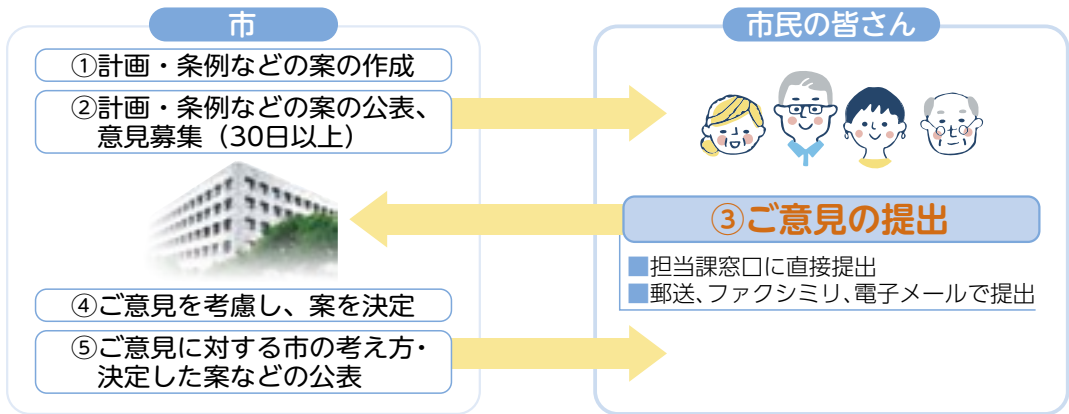 市
①計画・条例などの案の作成
②計画・条例などの案の公表、
意見募集（30日以上）
市民の皆さん
③ご意見の提出
■担当課窓口に直接提出
■郵送、ファクシミリ、電子メールで提出
④ご意見を考慮し、案を決定
⑤ご意見に対する市の考え方・
決定した案などの公表